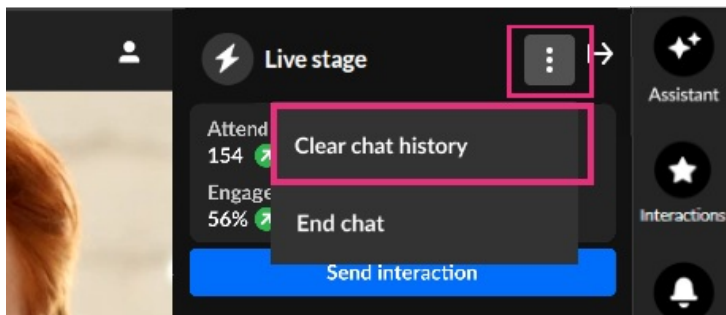 Live stage
Assistant
Attend
154
Clear chat history
Engage
56%
Interactions
End chat
Send interaction